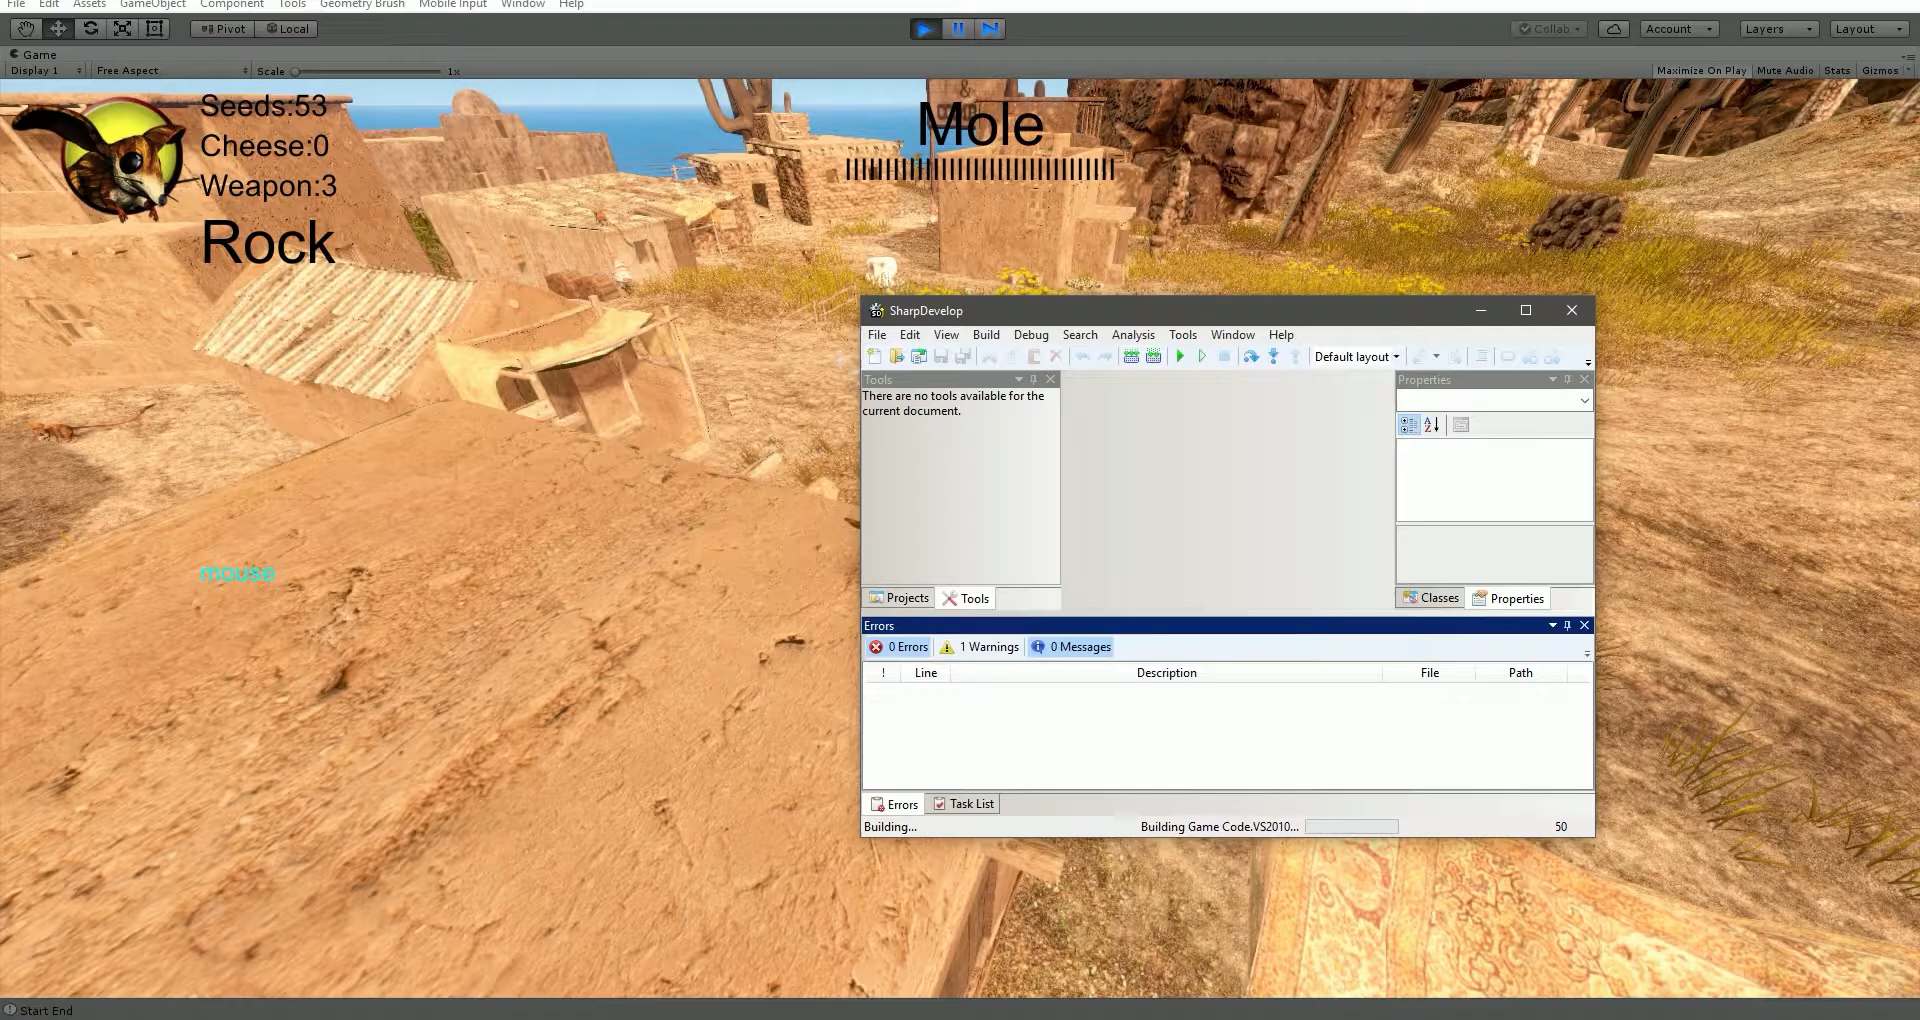 File Edit Assets GameObject Component Tools Geometry Brush Mobile Input Window Help
Pivot Local Collab Account Layers Layout
Game
Display 1 Free Aspect Scale 1x Maximize On Play Mute Audio Stats Gizmos
Seeds:53
Cheese:0
Weapon:3
Rock
Mole
mouse
SharpDevelop
File Edit View Build Debug Search Analysis Tools Window Help
Default layout
Tools
There are no tools available for the
current document.
Properties
Projects Tools
Classes Properties
Errors
0 Errors 1 Warnings 0 Messages
! Line Description File Path
Errors Task List
Building... Building Game Code.VS2010... 50
Start End